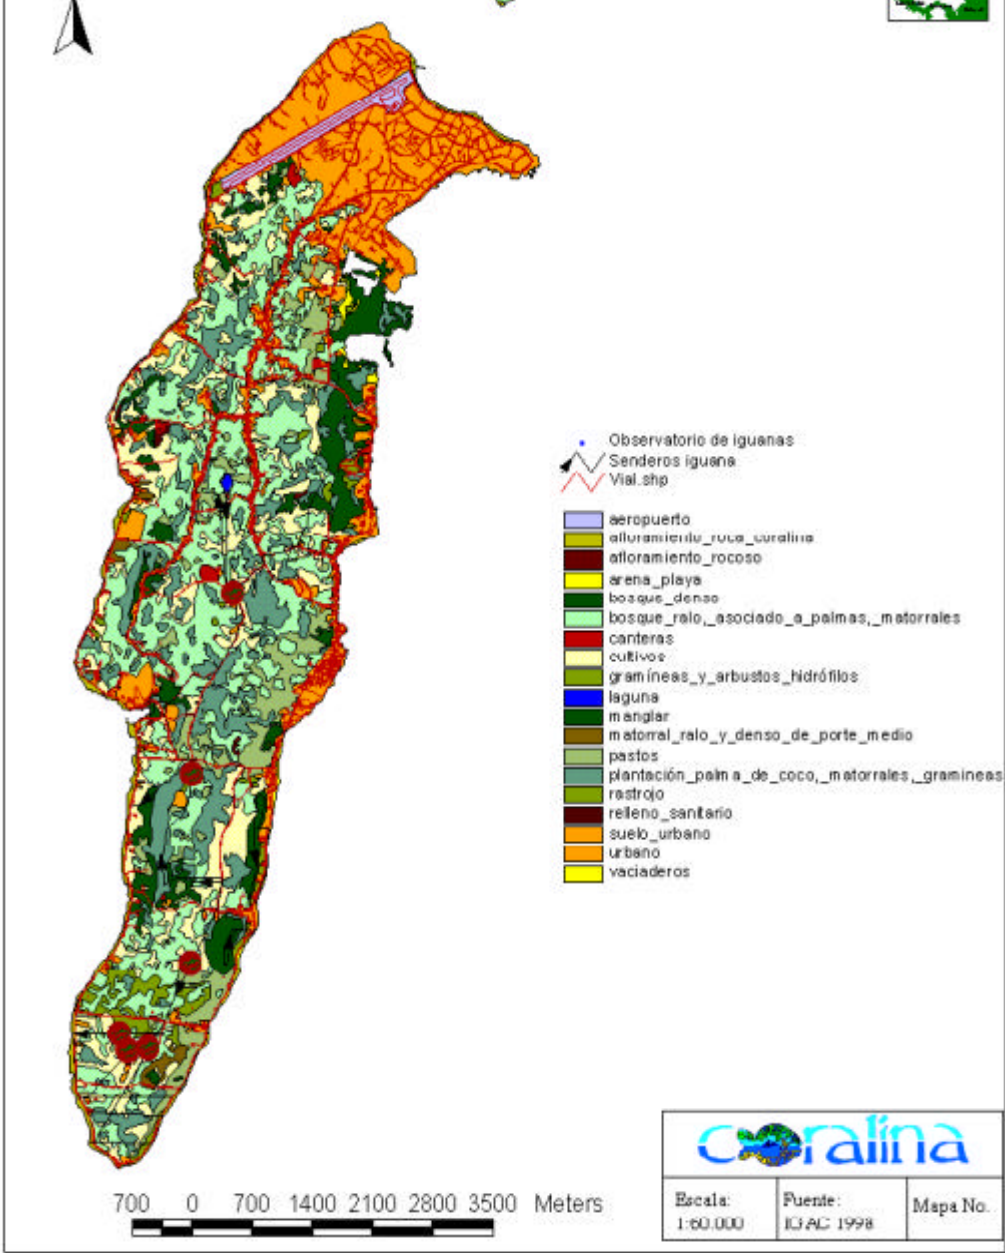 Observatorio de iguanas
Senderos iguana
Vial.shp
aeropuerto
afloramiento_roca_coralina
afloramiento_rocoso
arena_playa
bosque_denso
bosque_ralo,_asociado_a_palmas,_matorrales
canteras
cultivos
gramíneas_y_arbustos_hidrófilos
laguna
manglar
matorral_ralo_y_denso_de_porte_medio
pastos
plantación_palma_de_coco,_matorrales,_gramineas
rastrojo
relleno_sanitario
suelo_urbano
urbano
vaciaderos
coralina
700 0 700 1400 2100 2800 3500 Meters
Escala:
1:60.000
Fuente:
IGAC 1998
Mapa No.